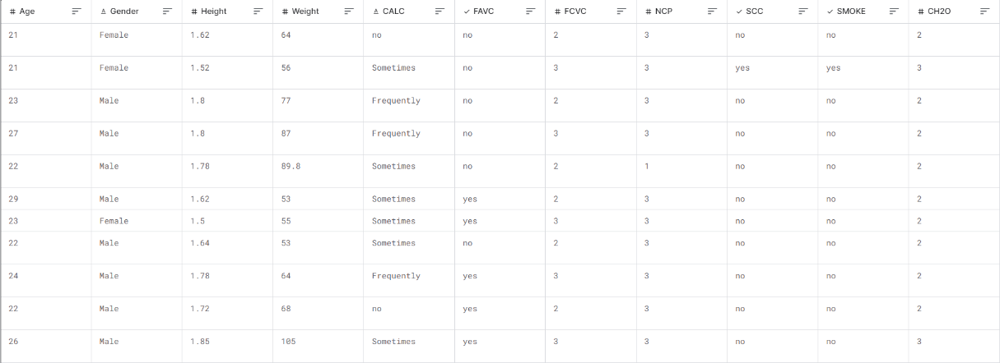 # Age Gender # Height # Weight CALC FAVC # FCVC # NCP SCC SMOKE # CH2O
21 Female 1.62 64 no no 2 3 no no 2
21 Female 1.52 56 Sometimes no 3 3 yes yes 3
23 Male 1.8 77 Frequently no 2 3 no no 2
27 Male 1.8 87 Frequently no 3 3 no no 2
22 Male 1.78 89.8 Sometimes no 2 1 no no 2
29 Male 1.62 53 Sometimes yes 2 3 no no 2
23 Female 1.5 55 Sometimes yes 3 3 no no 2
22 Male 1.64 53 Sometimes no 2 3 no no 2
24 Male 1.78 64 Frequently yes 3 3 no no 2
22 Male 1.72 68 no yes 2 3 no no 2
26 Male 1.85 105 Sometimes yes 3 3 no no 3